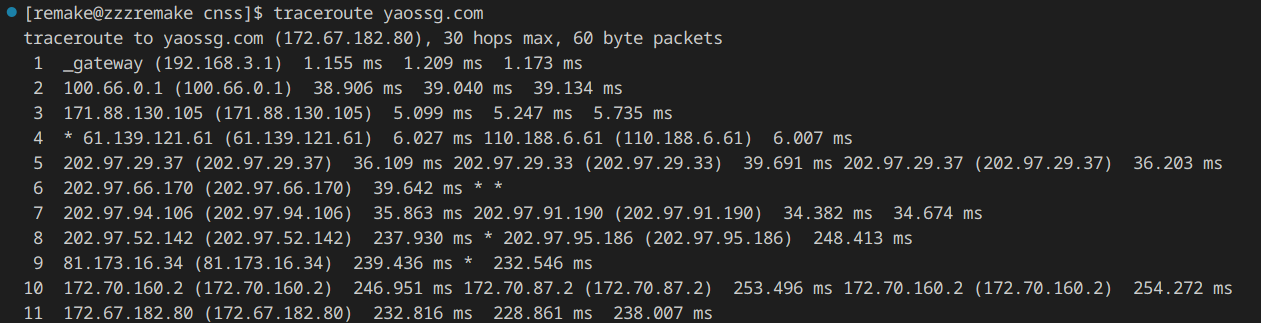 [remake@zzzremake cnss]$ traceroute yaossg.com
traceroute to yaossg.com (172.67.182.80), 30 hops max, 60 byte packets
 1  _gateway (192.168.3.1)  1.155 ms  1.209 ms  1.173 ms
 2  100.66.0.1 (100.66.0.1)  38.906 ms  39.040 ms  39.134 ms
 3  171.88.130.105 (171.88.130.105)  5.099 ms  5.247 ms  5.735 ms
 4  * 61.139.121.61 (61.139.121.61)  6.027 ms 110.188.6.61 (110.188.6.61)  6.007 ms
 5  202.97.29.37 (202.97.29.37)  36.109 ms 202.97.29.33 (202.97.29.33)  39.691 ms 202.97.29.37 (202.97.29.37)  36.203 ms
 6  202.97.66.170 (202.97.66.170)  39.642 ms * *
 7  202.97.94.106 (202.97.94.106)  35.863 ms 202.97.91.190 (202.97.91.190)  34.382 ms  34.674 ms
 8  202.97.52.142 (202.97.52.142)  237.930 ms * 202.97.95.186 (202.97.95.186)  248.413 ms
 9  81.173.16.34 (81.173.16.34)  239.436 ms *  232.546 ms
10  172.70.160.2 (172.70.160.2)  246.951 ms 172.70.87.2 (172.70.87.2)  253.496 ms 172.70.160.2 (172.70.160.2)  254.272 ms
11  172.67.182.80 (172.67.182.80)  232.816 ms  228.861 ms  238.007 ms